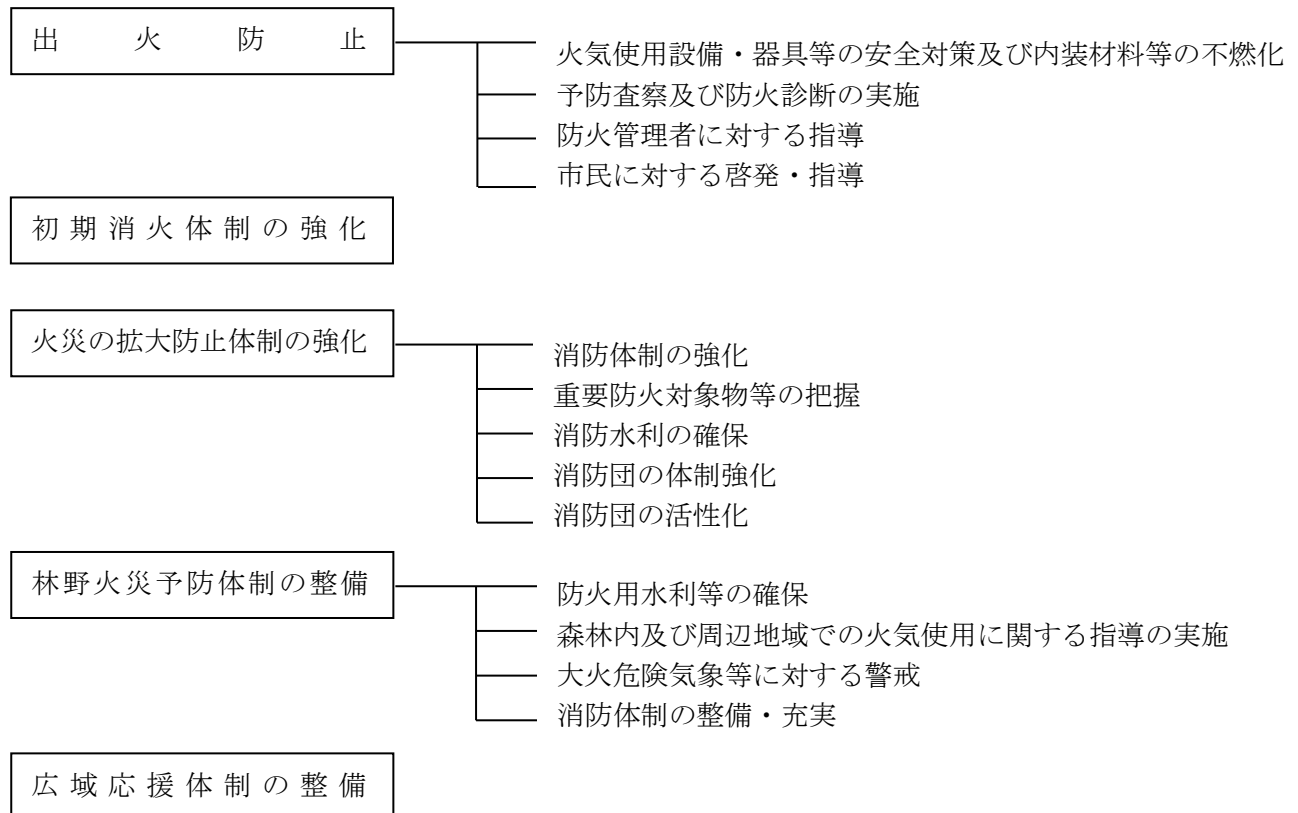 出火防止
火気使用設備・器具等の安全対策及び内装材料等の不燃化
予防査察及び防火診断の実施
防火管理者に対する指導
市民に対する啓発・指導
初期消火体制の強化
火災の拡大防止体制の強化
消防体制の強化
重要防火対象物等の把握
消防水利の確保
消防団の体制強化
消防団の活性化
林野火災予防体制の整備
防火用水利等の確保
森林内及び周辺地域での火気使用に関する指導の実施
大火危険気象等に対する警戒
消防体制の整備・充実
広域応援体制の整備